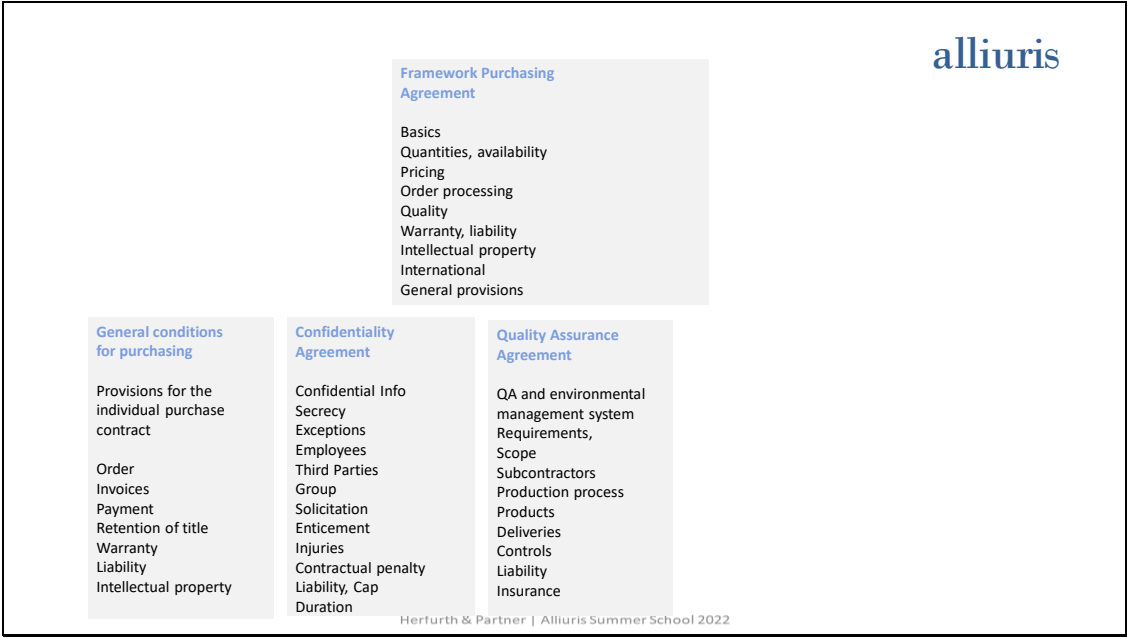 alliuris
Framework Purchasing
Agreement
Basics
Quantities, availability
Pricing
Order processing
Quality
Warranty, liability
Intellectual property
International
General provisions
General conditions
for purchasing
Provisions for the
individual purchase
contract
Order
Invoices
Payment
Retention of title
Warranty
Liability
Intellectual property
Confidentiality
Agreement
Confidential Info
Secrecy
Exceptions
Employees
Third Parties
Group
Solicitation
Enticement
Injuries
Contractual penalty
Liability, Cap
Duration
Quality Assurance
Agreement
QA and environmental
management system
Requirements,
Scope
Subcontractors
Production process
Products
Deliveries
Controls
Liability
Insurance
Herfurth & Partner | Alliuris Summer School 2022